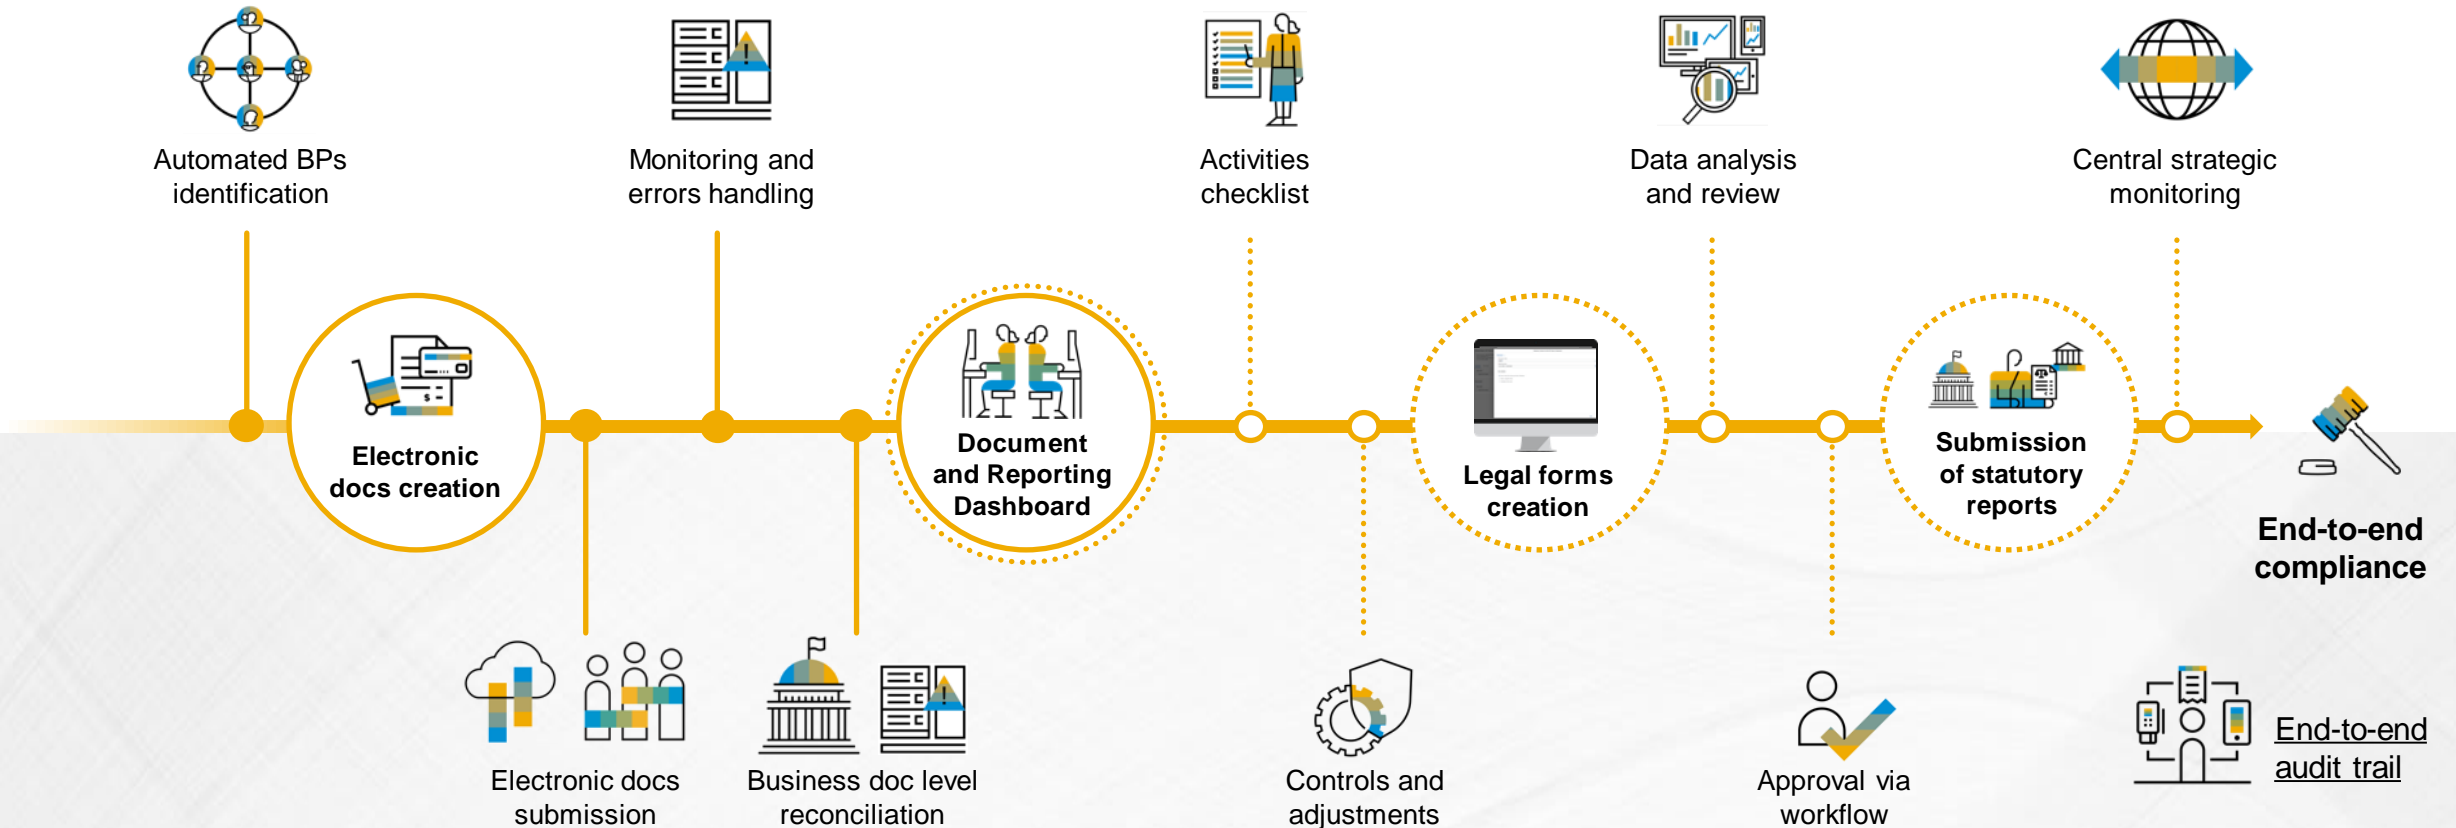 Automated BPs
identification
Monitoring and
errors handling
Activities
checklist
Data analysis
and review
Central strategic
monitoring
Electronic
docs creation
Document
and Reporting
Dashboard
Legal forms
creation
Submission
of statutory
reports
End-to-end
compliance
Electronic docs
submission
Business doc level
reconciliation
Controls and
adjustments
Approval via
workflow
End-to-end
audit trail